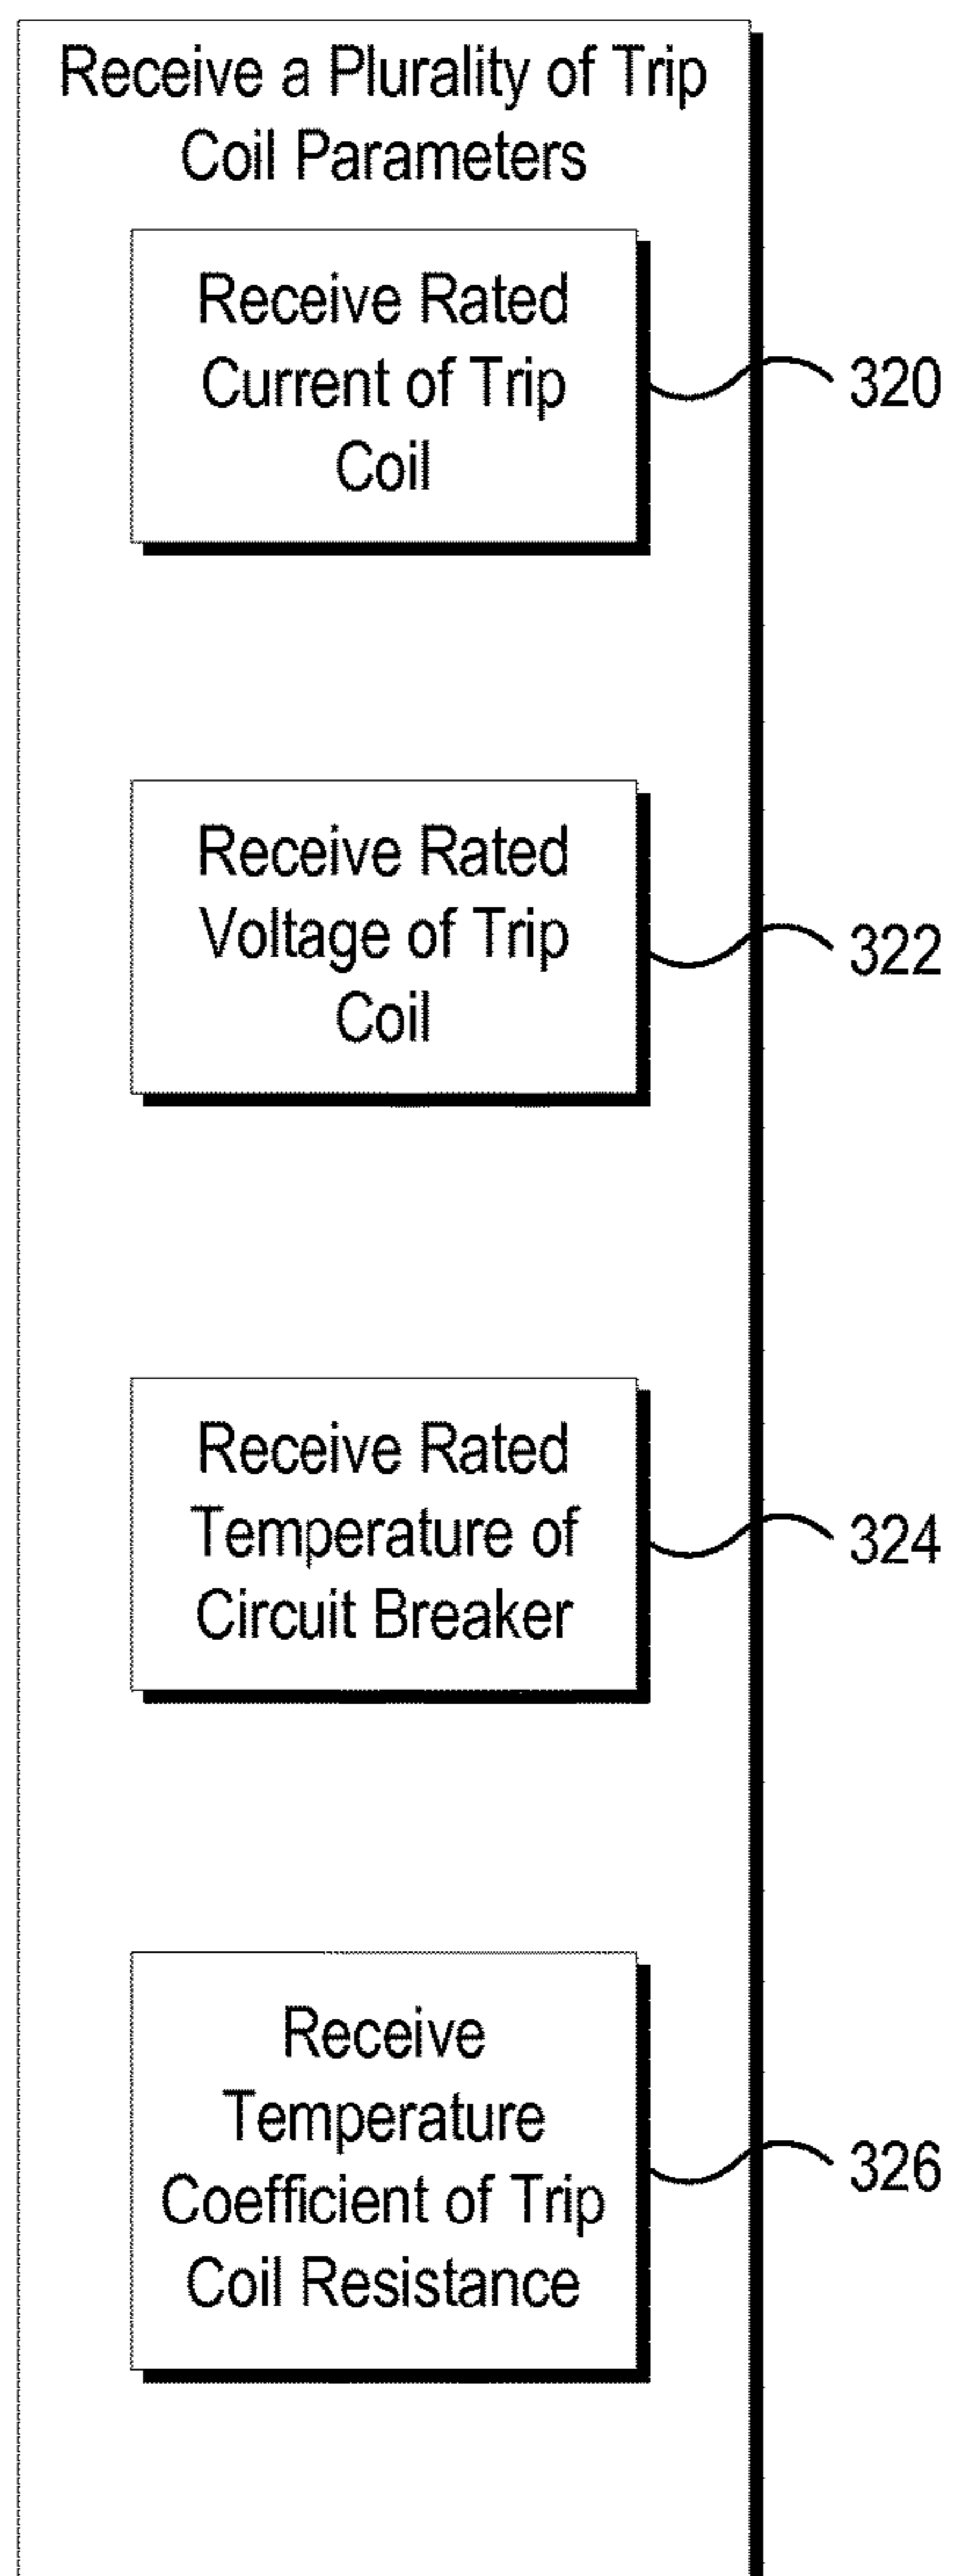 Receive a Plurality of Trip
Coil Parameters
Receive Rated
Current of Trip
Coil
320
Receive Rated
Voltage of Trip
Coil
322
Receive Rated
Temperature of
Circuit Breaker
324
Receive
Temperature
Coefficient of Trip
Coil Resistance
326